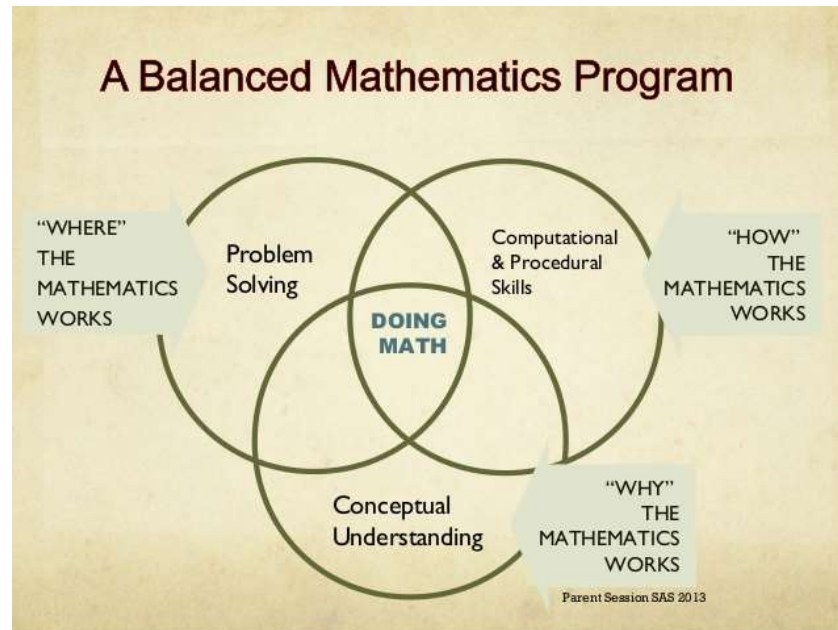 A Balanced Mathematics Program
“WHERE”
THE
MATHEMATICS
WORKS
Problem
Solving
Computational
& Procedural
Skills
“HOW”
THE
MATHEMATICS
WORKS
DOING
MATH
Conceptual
Understanding
“WHY”
THE
MATHEMATICS
WORKS
Parent Session SAS 2013